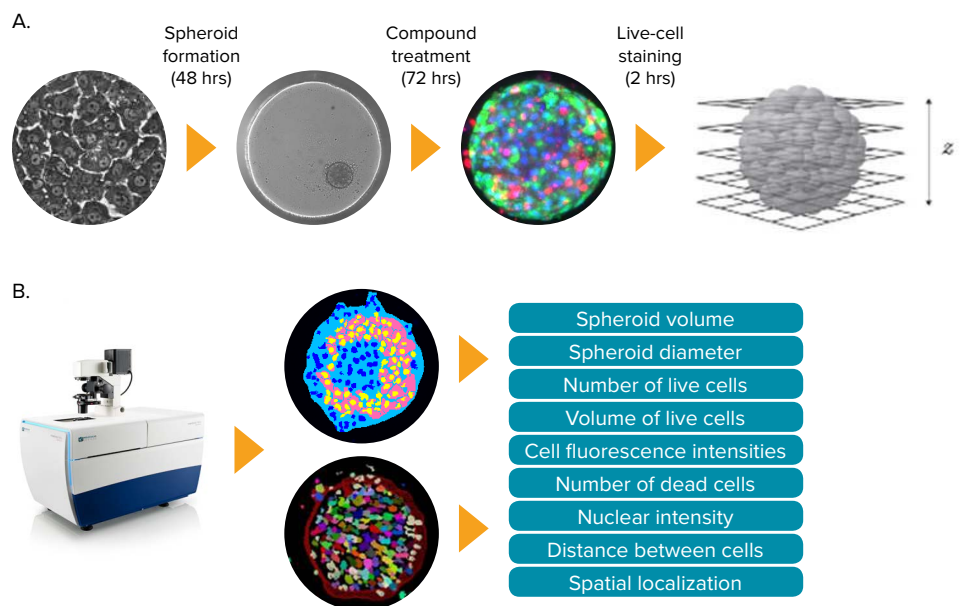 A.
Spheroid
formation
(48 hrs)
Compound
treatment
(72 hrs)
Live-cell
staining
(2 hrs)
z
B.
Spheroid volume
Spheroid diameter
Number of live cells
Volume of live cells
Cell fluorescence intensities
Number of dead cells
Nuclear intensity
Distance between cells
Spatial localization